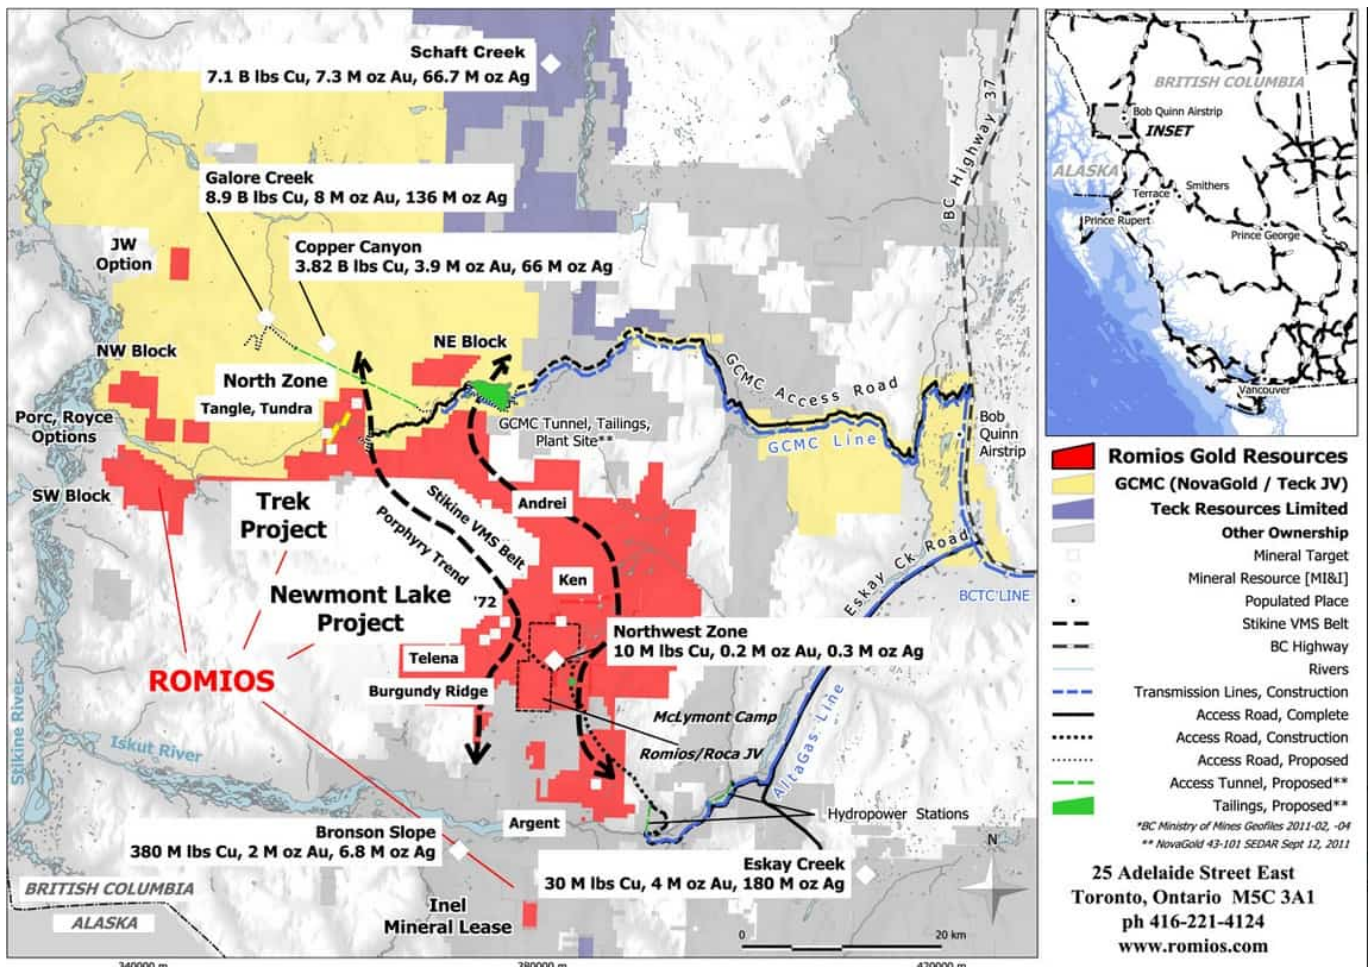 Schaft Creek
7.1 B lbs Cu, 7.3 M oz Au, 66.7 M oz Ag
Galore Creek
8.9 B lbs Cu, 8 M oz Au, 136 M oz Ag
Copper Canyon
3.82 B lbs Cu, 3.9 M oz Au, 66 M oz Ag
JW
Option
NW Block
NE Block
North Zone
Tangle, Tundra
Porc, Royce
Options
SW Block
GCMC Tunnel, Tailings,
Plant Site**
GCMC Access Road
GCMC Line
BC Highway 37
Bob
Quinn
Airstrip
Trek
Project
Andrei
Stikine VMS Belt
Porphyry Trend
Ken
'72
Newmont Lake
Project
Eskay Ck Road
BCTC LINE
Northwest Zone
10 M lbs Cu, 0.2 M oz Au, 0.3 M oz Ag
Telena
ROMIOS
Burgundy Ridge
McLymont Camp
Romios/Roca JV
AltaGas Line
Stikine River
Iskut River
Hydropower Stations
Argent
Bronson Slope
380 M lbs Cu, 2 M oz Au, 6.8 M oz Ag
Eskay Creek
30 M lbs Cu, 4 M oz Au, 180 M oz Ag
N
BRITISH COLUMBIA
ALASKA
Inel
Mineral Lease
0 20 km
340000 m 380000 m 420000 m
BRITISH COLUMBIA
Bob Quinn Airstrip
INSET
ALASKA
Terrace
Smithers
Prince Rupert
Prince George
Vancouver
Romios Gold Resources
GCMC (NovaGold / Teck JV)
Teck Resources Limited
Other Ownership
Mineral Target
Mineral Resource [MI&I]
Populated Place
Stikine VMS Belt
BC Highway
Rivers
Transmission Lines, Construction
Access Road, Complete
Access Road, Construction
Access Road, Proposed
Access Tunnel, Proposed**
Tailings, Proposed**
*BC Ministry of Mines Geofiles 2011-02, -04
** NovaGold 43-101 SEDAR Sept 12, 2011
25 Adelaide Street East
Toronto, Ontario M5C 3A1
ph 416-221-4124
www.romios.com